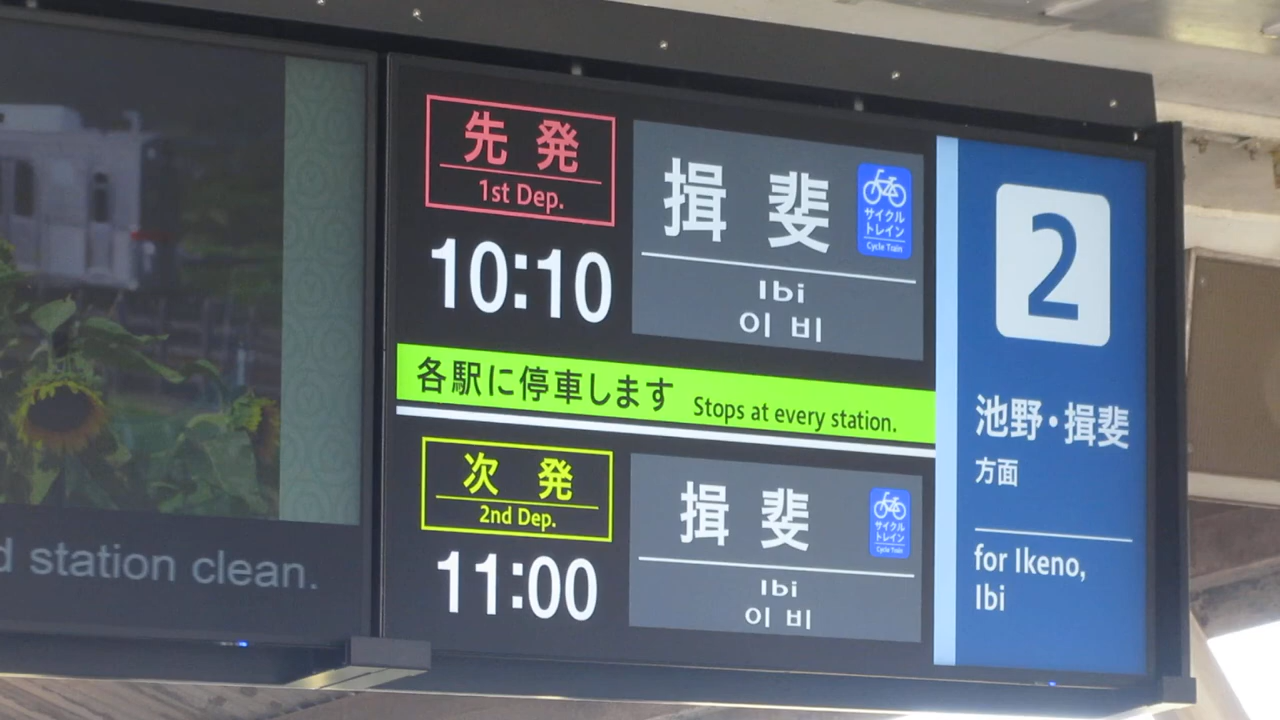 station clean.
先発
1st Dep.
10:10
揖斐
サイクル
トレイン
Cycle Train
Ibi
이비
各駅に停車します Stops at every station.
次発
2nd Dep.
11:00
揖斐
サイクル
トレイン
Cycle Train
Ibi
이비
2
池野・揖斐
方面
for Ikeno,
Ibi